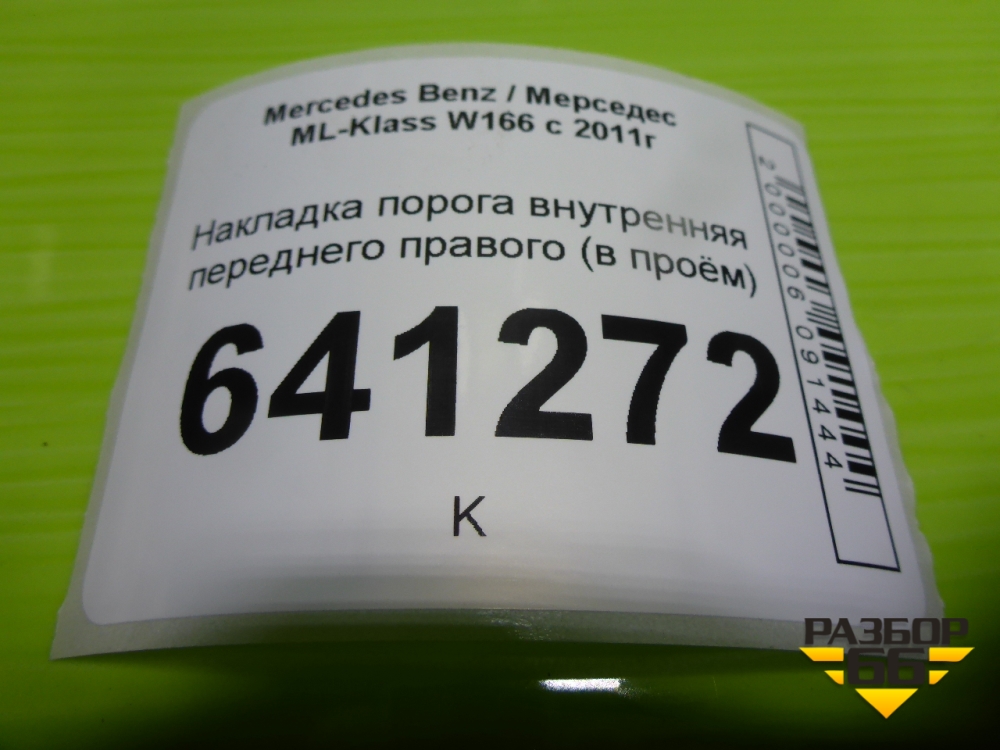 Mercedes Benz / Мерседес
ML-Klass W166 с 2011г
Накладка порога внутренняя
переднего правого (в проём)
641272
К
2000006091444
РАЗБОР
66